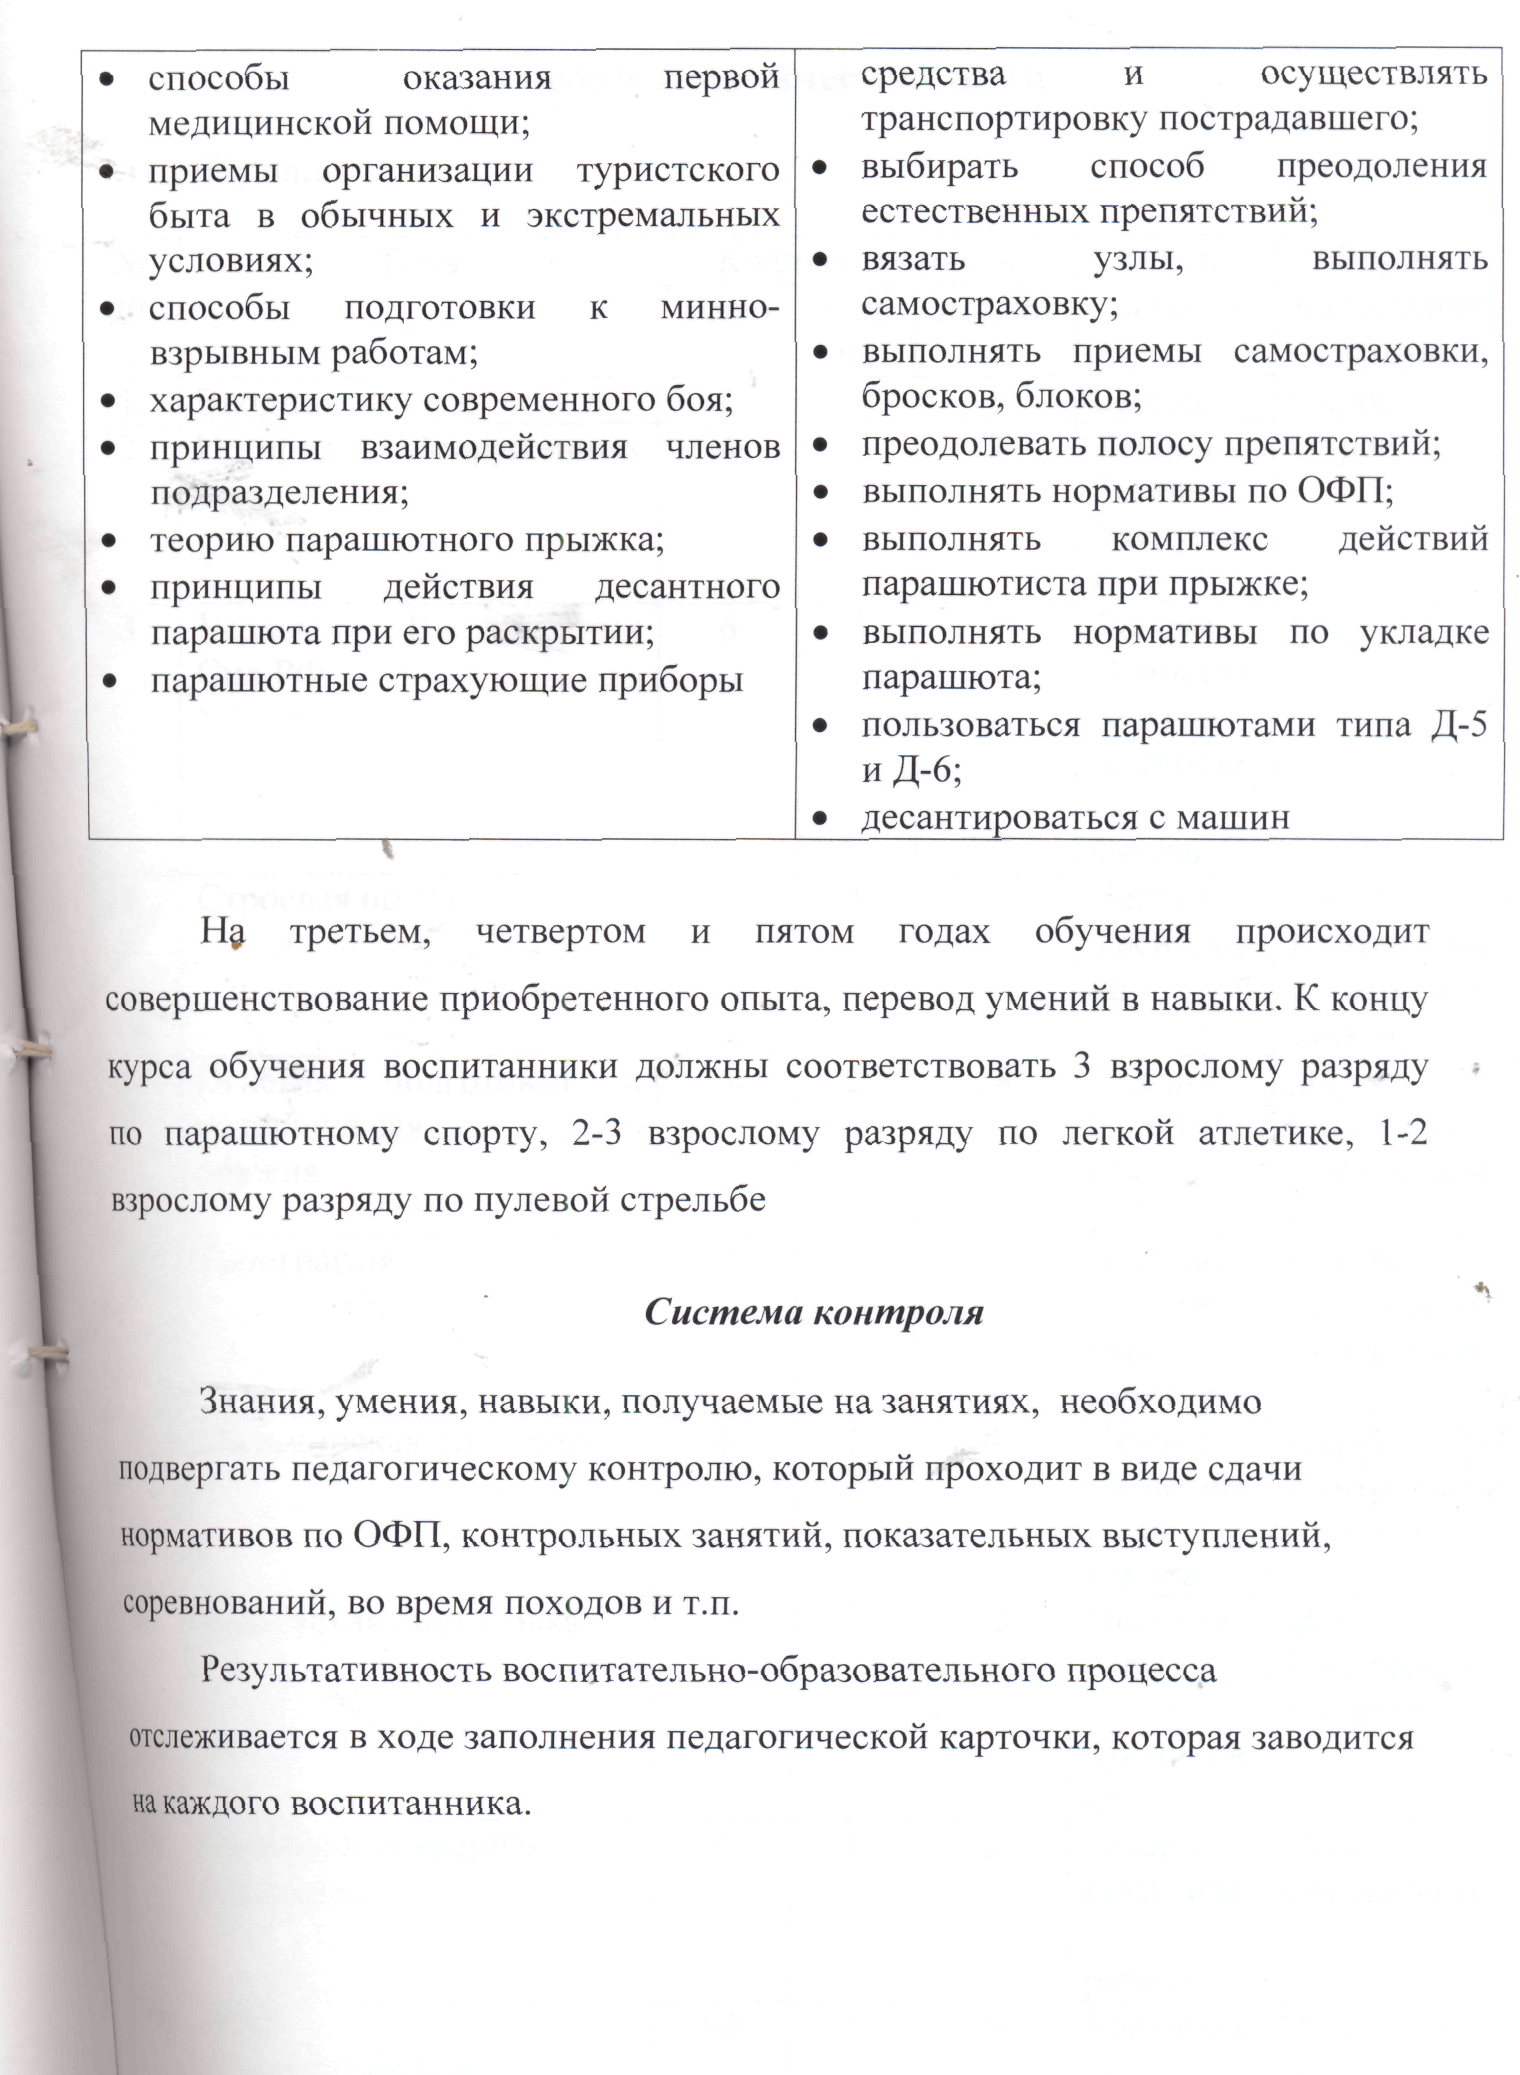 способы оказания первой
медицинской помощи;
приемы организации туристского
быта в обычных и экстремальных
условиях;
способы подготовки к минно-
взрывным работам;
характеристику современного боя;
принципы взаимодействия членов
подразделения;
теорию парашютного прыжка;
принципы действия десантного
парашюта при его раскрытии;
парашютные страхующие приборы
средства и осуществлять
транспортировку пострадавшего;
выбирать способ преодоления
естественных препятствий;
вязать узлы, выполнять
самостраховку;
выполнять приемы самостраховки,
бросков, блоков;
преодолевать полосу препятствий;
выполнять нормативы по ОФП;
выполнять комплекс действий
парашютиста при прыжке;
выполнять нормативы по укладке
парашюта;
пользоваться парашютами типа Д-5
и Д-6;
десантироваться с машин
На третьем, четвертом и пятом годах обучения происходит
совершенствование приобретенного опыта, перевод умений в навыки. К концу
курса обучения воспитанники должны соответствовать 3 взрослому разряду
по парашютному спорту, 2-3 взрослому разряду по легкой атлетике, 1-2
взрослому разряду по пулевой стрельбе
Система контроля
Знания, умения, навыки, получаемые на занятиях, необходимо
подвергать педагогическому контролю, который проходит в виде сдачи
нормативов по ОФП, контрольных занятий, показательных выступлений,
соревнований, во время походов и т.п.
Результативность воспитательно-образовательного процесса
отслеживается в ходе заполнения педагогической карточки, которая заводится
на каждого воспитанника.